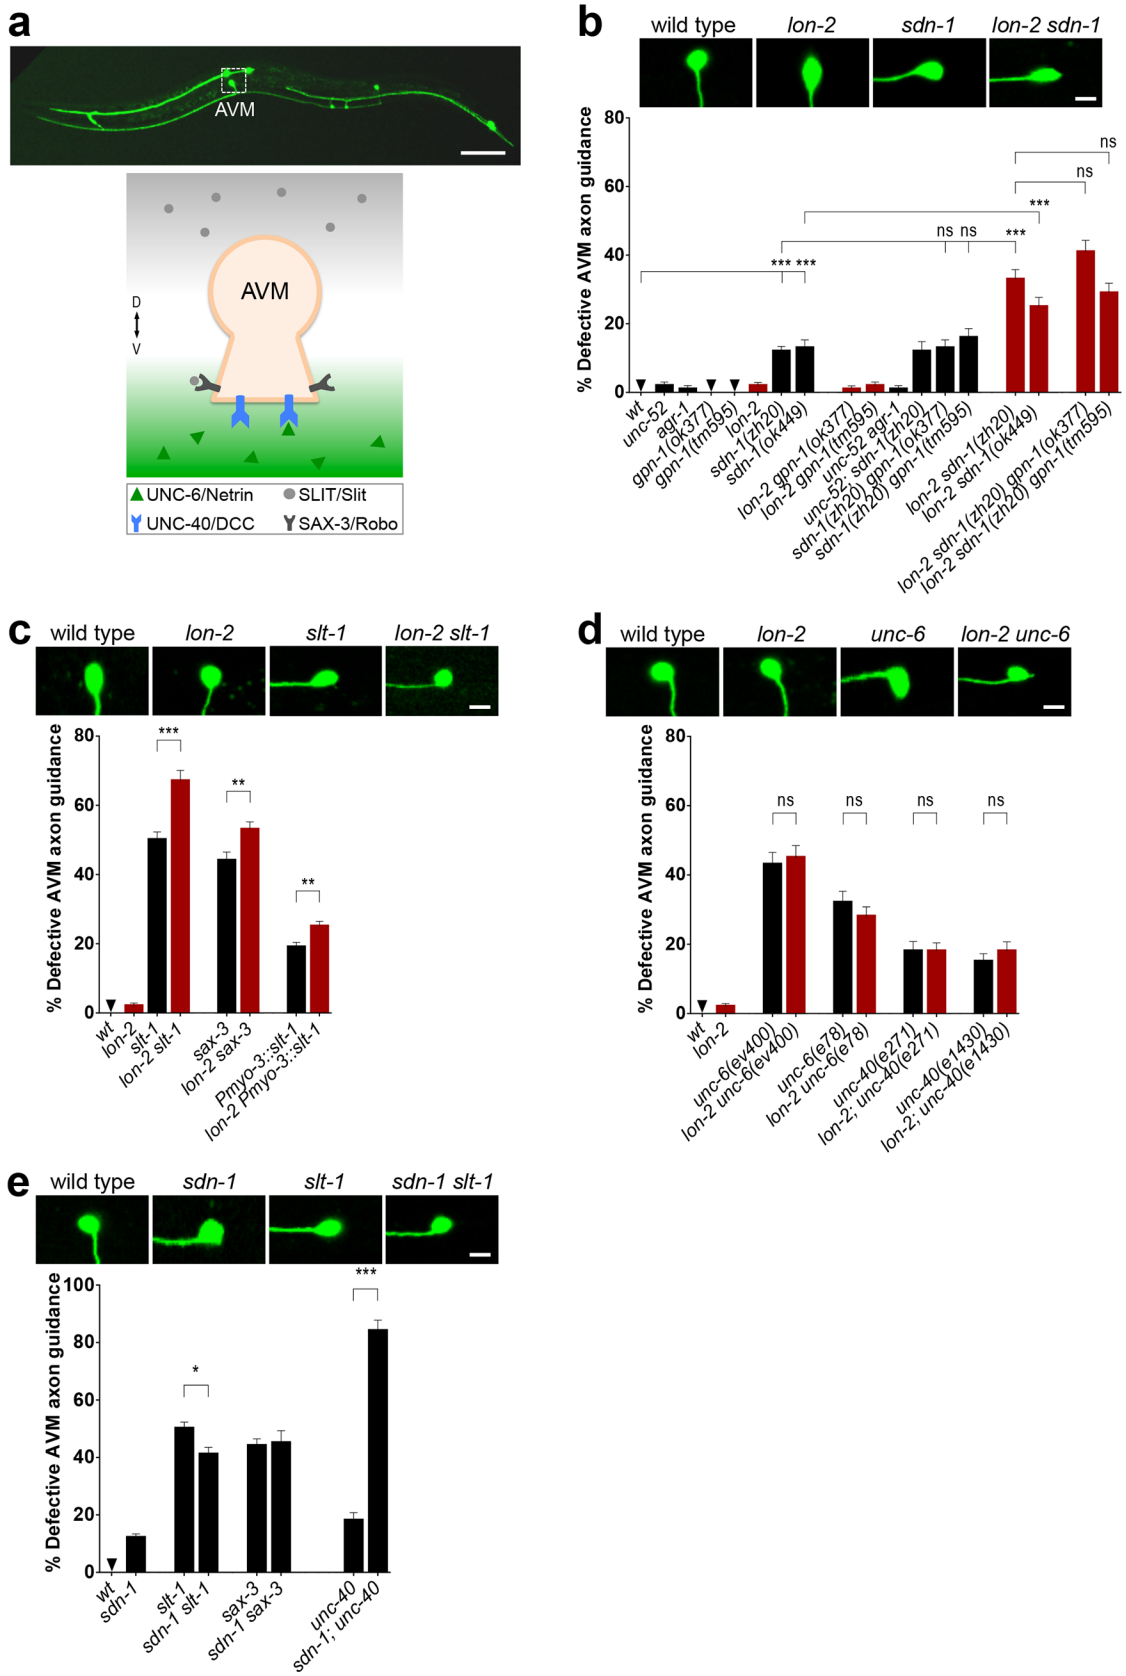 a
AVM
AVM
D
V
UNC-6/Netrin
SLIT/Slit
UNC-40/DCC
SAX-3/Robo
b
wild type
lon-2
sdn-1
lon-2 sdn-1
% Defective AVM axon guidance
80
60
40
20
0
ns
ns
***
ns ns
***
*** ***
wt
unc-52
agr-1
gpn-1(ok377)
gpn-1(tm595)
lon-2
sdn-1(zh20)
sdn-1(ok449)
lon-2 gpn-1(ok377)
lon-2 gpn-1(tm595)
unc-52 agr-1
unc-52; sdn-1(zh20)
sdn-1(zh20) gpn-1(ok377)
sdn-1(zh20) gpn-1(tm595)
lon-2 sdn-1(zh20)
lon-2 sdn-1(ok449)
lon-2 sdn-1(zh20) gpn-1(ok377)
lon-2 sdn-1(zh20) gpn-1(tm595)
c
wild type
lon-2
slt-1
lon-2 slt-1
% Defective AVM axon guidance
80
60
40
20
0
***
**
**
wt
lon-2
slt-1
lon-2 slt-1
sax-3
lon-2 sax-3
Pmyo-3::slt-1
lon-2 Pmyo-3::slt-1
d
wild type
lon-2
unc-6
lon-2 unc-6
% Defective AVM axon guidance
80
60
40
20
0
ns
ns
ns
ns
wt
lon-2
unc-6(ev400)
lon-2 unc-6(ev400)
unc-6(e78)
lon-2 unc-6(e78)
unc-40(e271)
lon-2; unc-40(e271)
unc-40(e1430)
lon-2; unc-40(e1430)
e
wild type
sdn-1
slt-1
sdn-1 slt-1
% Defective AVM axon guidance
100
80
60
40
20
0
*
***
wt
sdn-1
slt-1
sdn-1 slt-1
sax-3
sdn-1 sax-3
unc-40
sdn-1; unc-40